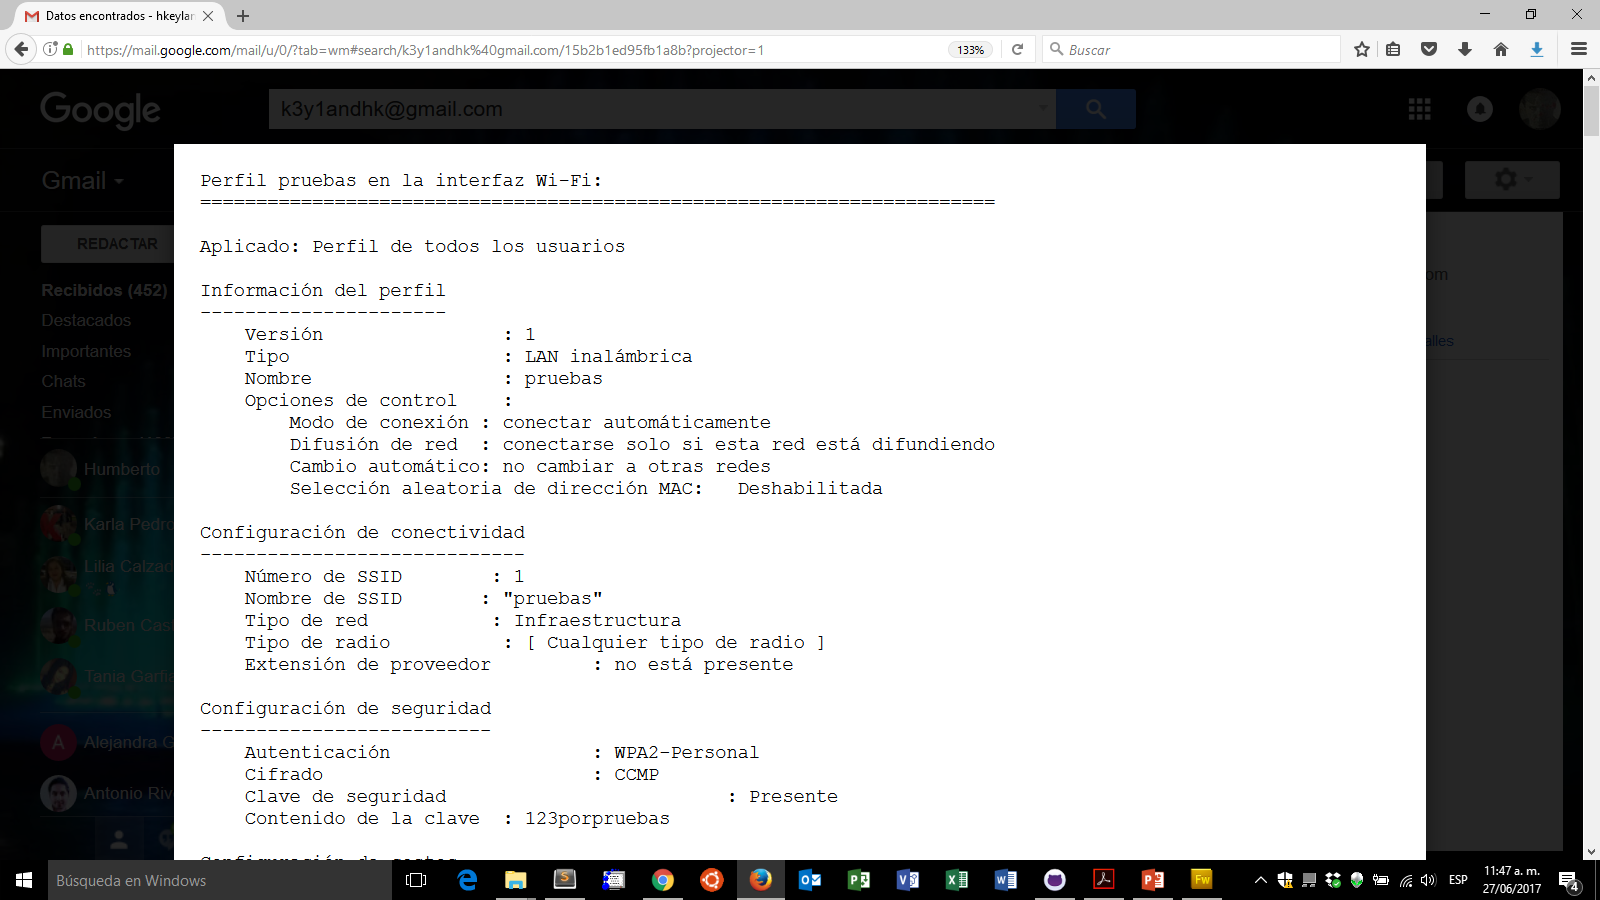 Datos encontrados - hkeylar
https://mail.google.com/mail/u/0/?tab=wm#search/k3y1andhk%40gmail.com/15b2b1ed95fb1a8b?projector=1
133%
Buscar
Google
k3y1andhk@gmail.com
Gmail
REDACTAR
Recibidos (452)
Destacados
Importantes
Chats
Enviados
Humberto
Karla Pedro
Lilia Calzad
Ruben Cas
Tania Garfi
A
Alejandra G
Antonio Riv
om
alles
Perfil pruebas en la interfaz Wi-Fi:
=======================================================================
Aplicado: Perfil de todos los usuarios
Información del perfil
----------------------
Versión : 1
Tipo : LAN inalámbrica
Nombre : pruebas
Opciones de control :
Modo de conexión : conectar automáticamente
Difusión de red : conectarse solo si esta red está difundiendo
Cambio automático: no cambiar a otras redes
Selección aleatoria de dirección MAC: Deshabilitada
Configuración de conectividad
-----------------------------
Número de SSID : 1
Nombre de SSID : "pruebas"
Tipo de red : Infraestructura
Tipo de radio : [ Cualquier tipo de radio ]
Extensión de proveedor : no está presente
Configuración de seguridad
--------------------------
Autenticación : WPA2-Personal
Cifrado : CCMP
Clave de seguridad : Presente
Contenido de la clave : 123porpruebas
Configuración de costos
Búsqueda en Windows
ESP
11:47 a. m.
27/06/2017
4